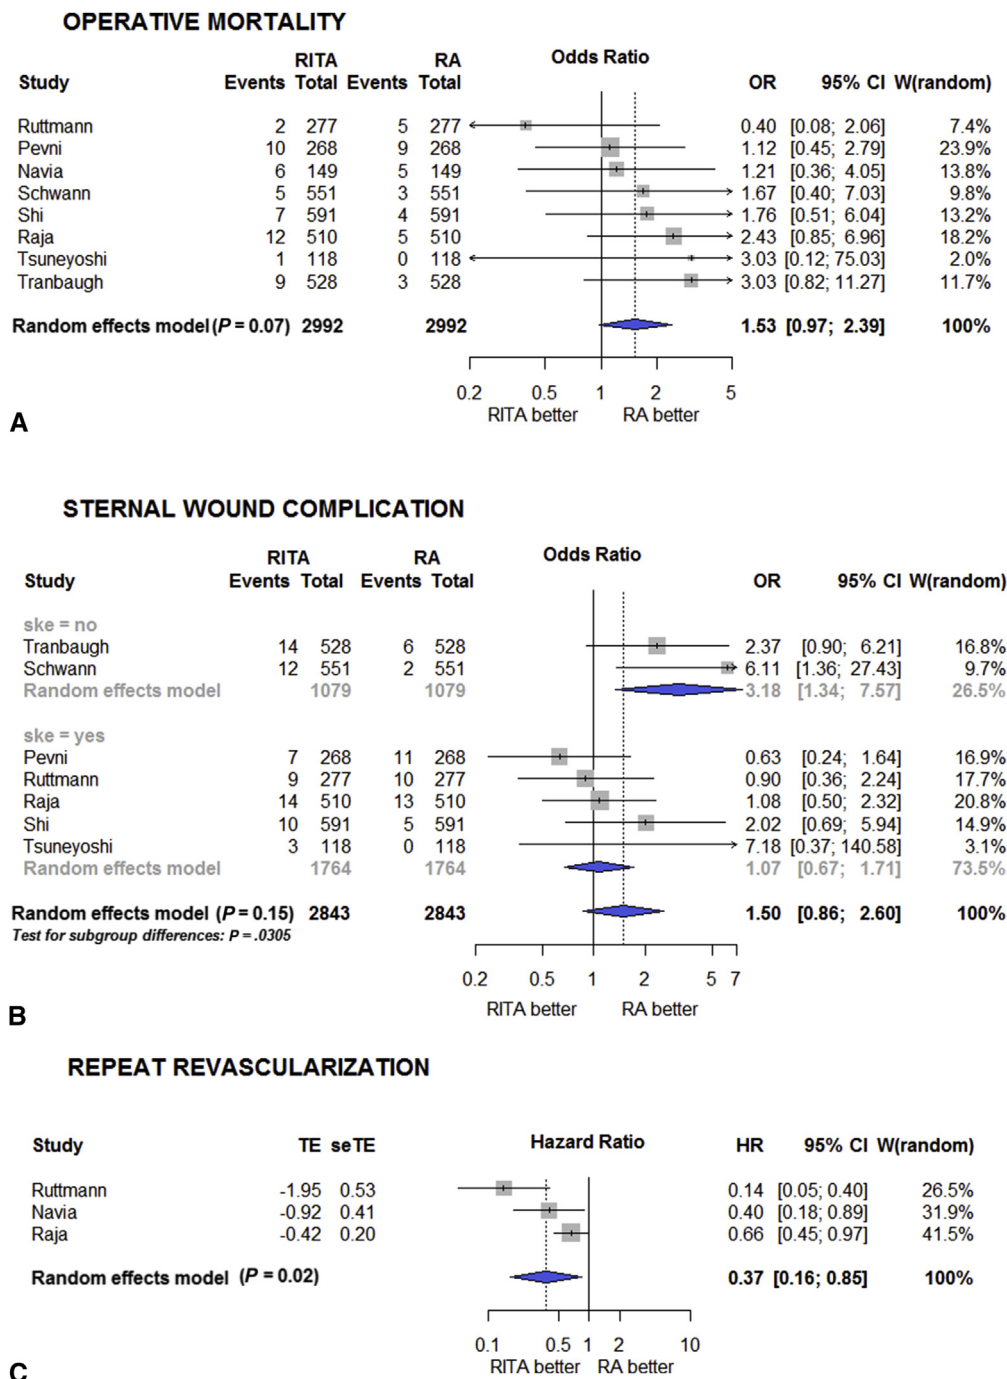 OPERATIVE MORTALITY
RITA RA Odds Ratio
Study Events Total Events Total OR 95% CI W(random)
Ruttmann 2 277 5 277 0.40 [0.08; 2.06] 7.4%
Pevni 10 268 9 268 1.12 [0.45; 2.79] 23.9%
Navia 6 149 5 149 1.21 [0.36; 4.05] 13.8%
Schwann 5 551 3 551 1.67 [0.40; 7.03] 9.8%
Shi 7 591 4 591 1.76 [0.51; 6.04] 13.2%
Raja 12 510 5 510 2.43 [0.85; 6.96] 18.2%
Tsuneyoshi 1 118 0 118 3.03 [0.12; 75.03] 2.0%
Tranbaugh 9 528 3 528 3.03 [0.82; 11.27] 11.7%
Random effects model (P = 0.07) 2992 2992 1.53 [0.97; 2.39] 100%
0.2 0.5 1 2 5
RITA better RA better
A
STERNAL WOUND COMPLICATION
RITA RA Odds Ratio
Study Events Total Events Total OR 95% CI W(random)
ske = no
Tranbaugh 14 528 6 528 2.37 [0.90; 6.21] 16.8%
Schwann 12 551 2 551 6.11 [1.36; 27.43] 9.7%
Random effects model 1079 1079 3.18 [1.34; 7.57] 26.5%
ske = yes
Pevni 7 268 11 268 0.63 [0.24; 1.64] 16.9%
Ruttmann 9 277 10 277 0.90 [0.36; 2.24] 17.7%
Raja 14 510 13 510 1.08 [0.50; 2.32] 20.8%
Shi 10 591 5 591 2.02 [0.69; 5.94] 14.9%
Tsuneyoshi 3 118 0 118 7.18 [0.37; 140.58] 3.1%
Random effects model 1764 1764 1.07 [0.67; 1.71] 73.5%
Random effects model (P = 0.15) 2843 2843 1.50 [0.86; 2.60] 100%
Test for subgroup differences: P = .0305
0.2 0.5 1 2 5 7
RITA better RA better
B
REPEAT REVASCULARIZATION
Study TE seTE Hazard Ratio HR 95% CI W(random)
Ruttmann -1.95 0.53 0.14 [0.05; 0.40] 26.5%
Navia -0.92 0.41 0.40 [0.18; 0.89] 31.9%
Raja -0.42 0.20 0.66 [0.45; 0.97] 41.5%
Random effects model (P = 0.02) 0.37 [0.16; 0.85] 100%
0.1 0.5 1 2 10
RITA better RA better
C